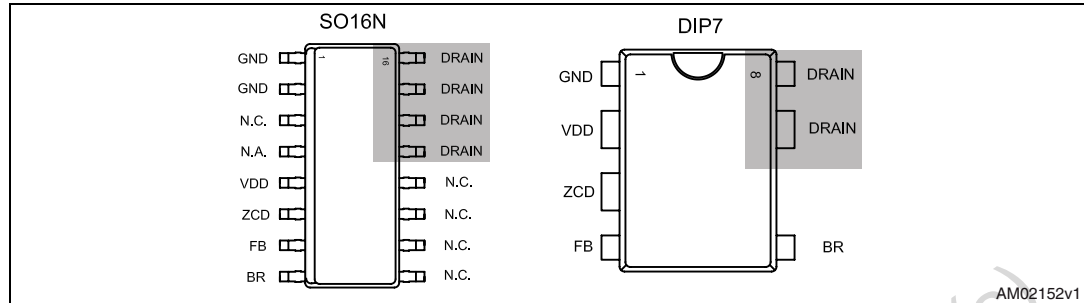 SO16N
GND 1 16 DRAIN
GND DRAIN
N.C. DRAIN
N.A. DRAIN
VDD N.C.
ZCD N.C.
FB N.C.
BR N.C.
DIP7
GND 1 8 DRAIN
VDD DRAIN
ZCD
FB BR
AM02152v1